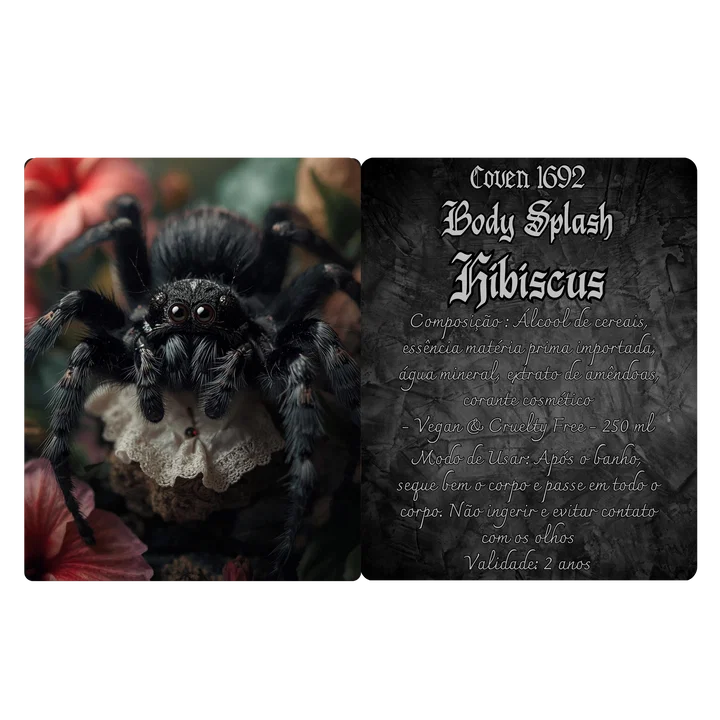 Coven 1692
Body Splash
Hibiscus
Composição : Álcool de cereais,
essência matéria prima importada,
água mineral, extrato de amêndoas,
corante cosmético
- Vegan & Cruelty Free - 250 ml
Modo de Usar: Após o banho,
seque bem o corpo e passe em todo o
corpo. Não ingerir e evitar contato
com os olhos
Validade: 2 anos